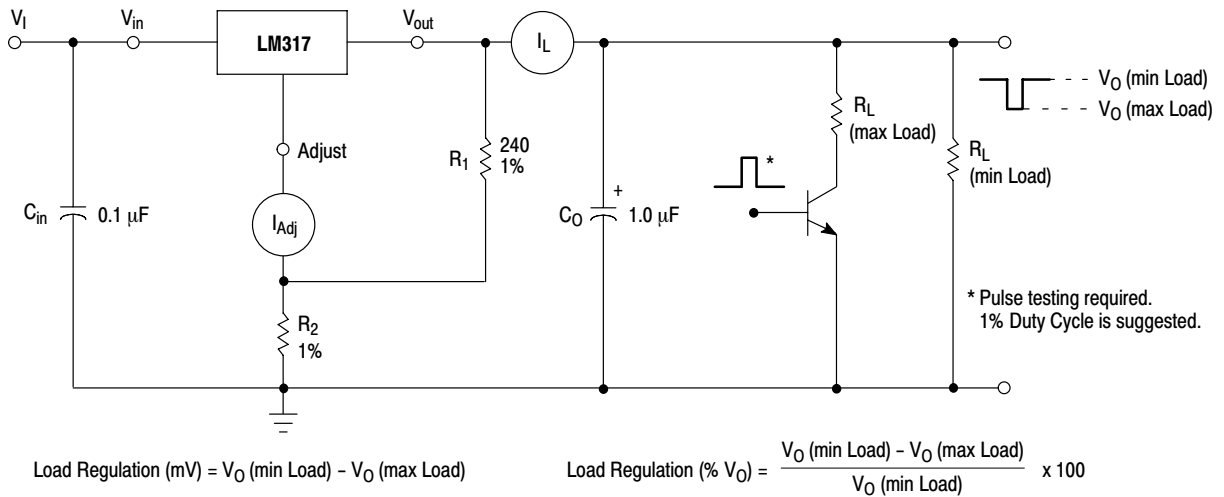 V_I
V_in
LM317
V_out
I_L
Adjust
R_1
240
1%
I_Adj
C_in
0.1 μF
R_2
1%
C_O
+
1.0 μF
*
R_L
(max Load)
R_L
(min Load)
V_O (min Load)
V_O (max Load)
* Pulse testing required.
1% Duty Cycle is suggested.
Load Regulation (mV) = V_O (min Load) – V_O (max Load)
Load Regulation (% V_O) =
V_O (min Load) – V_O (max Load)
V_O (min Load)
x 100